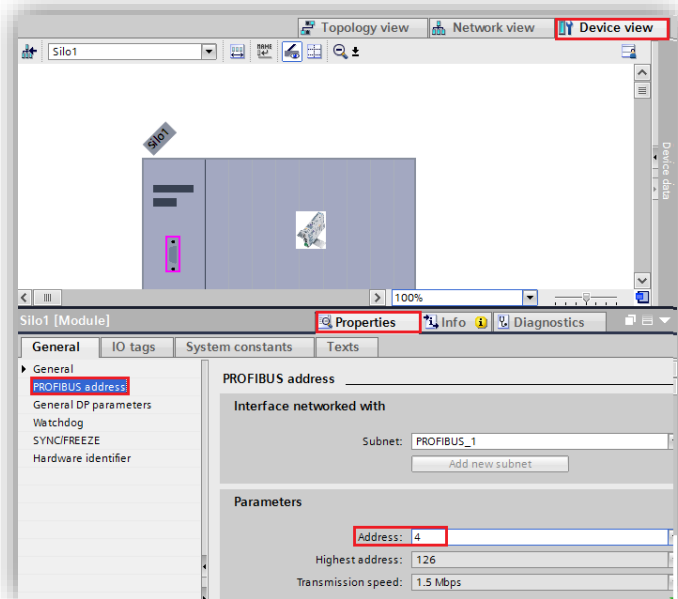 Topology view Network view Device view
Silo1
Silo1
Device data
100%
Silo1 [Module] Properties Info Diagnostics
General IO tags System constants Texts
General
PROFIBUS address
General DP parameters
Watchdog
SYNC/FREEZE
Hardware identifier
PROFIBUS address
Interface networked with
Subnet: PROFIBUS_1
Add new subnet
Parameters
Address: 4
Highest address: 126
Transmission speed: 1.5 Mbps